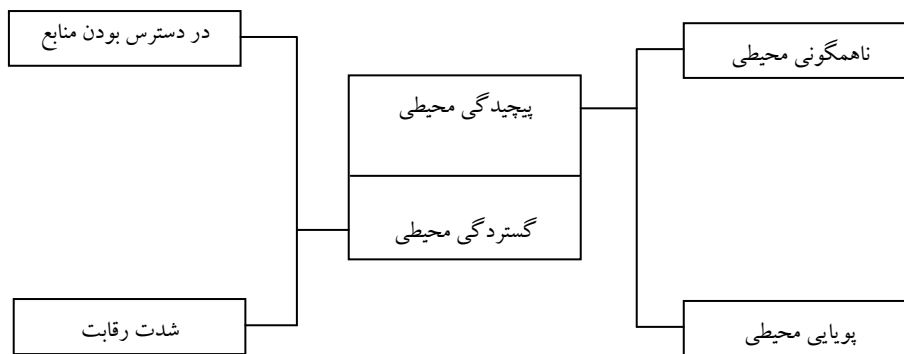 در دسترس بودن منابع
ناهمگونی محیطی
پیچیدگی محیطی
گستردگی محیطی
شدت رقابت
پویایی محیطی